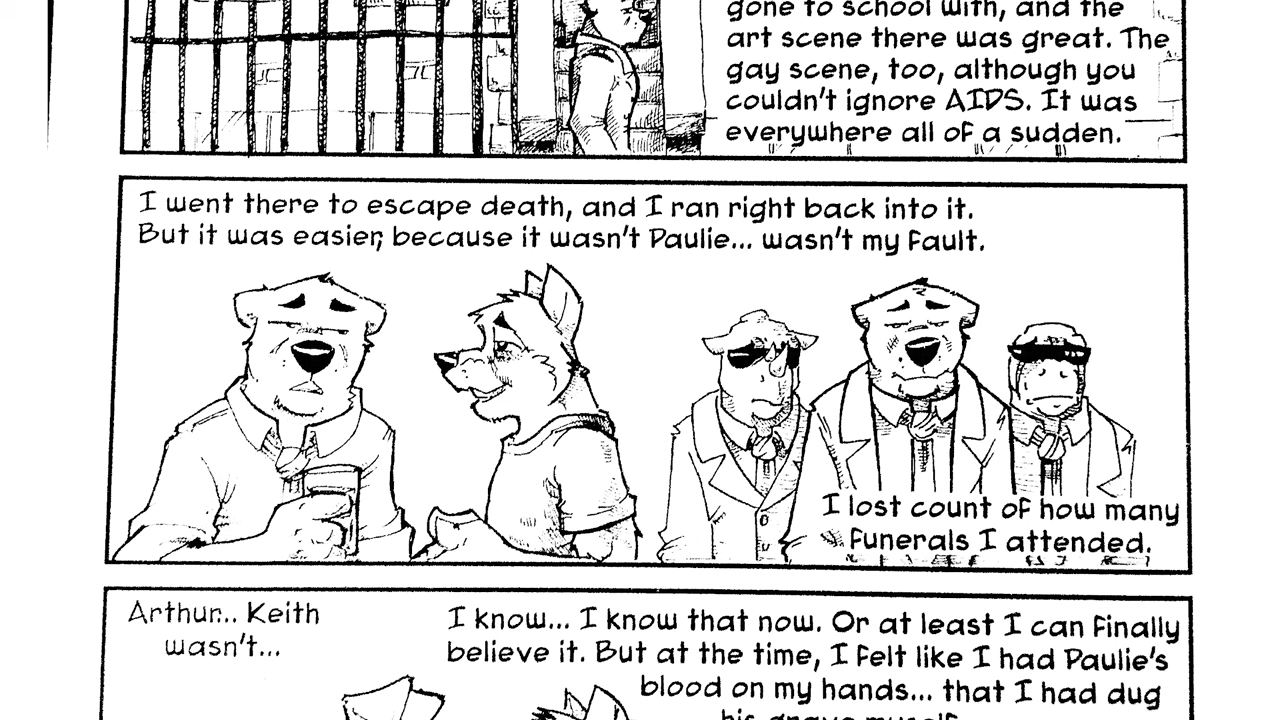 gone to school with, and the
art scene there was great. The
gay scene, too, although you
couldn't ignore AIDS. It was
everywhere all of a sudden.
I went there to escape death, and I ran right back into it.
But it was easier, because it wasn't Paulie... wasn't my fault.
I lost count of how many
funerals I attended.
Arthur... Keith
wasn't...
I know... I know that now. Or at least I can finally
believe it. But at the time, I felt like I had Paulie's
blood on my hands... that I had dug
his grave myself.